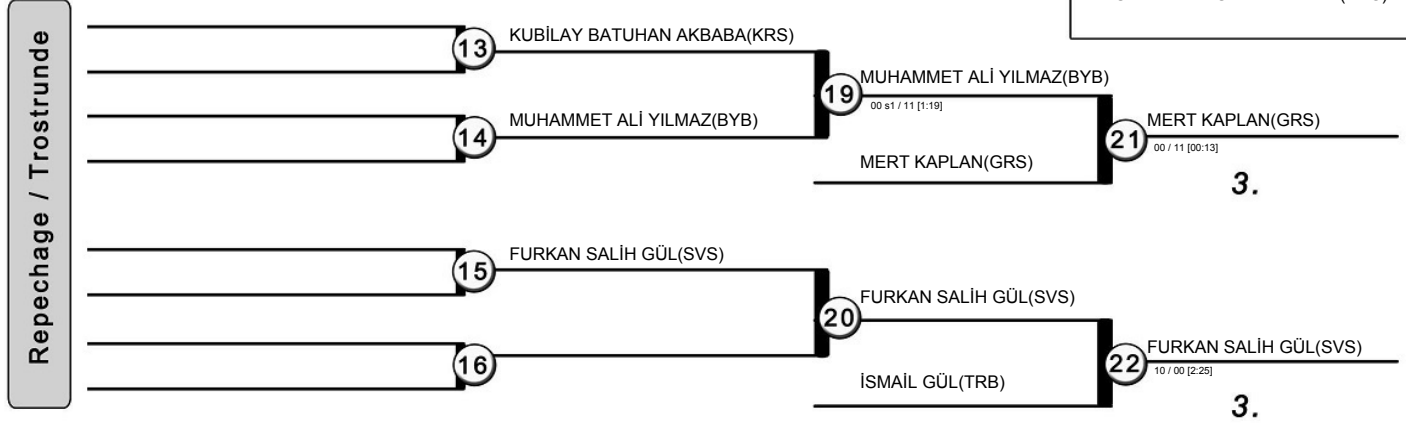 Repechage / Trostrunde
13
KUBİLAY BATUHAN AKBABA(KRS)
14
MUHAMMET ALİ YILMAZ(BYB)
19
MUHAMMET ALİ YILMAZ(BYB)
00 s1 / 11 [1:19]
MERT KAPLAN(GRS)
21
MERT KAPLAN(GRS)
00 / 11 [00:13]
3.
15
FURKAN SALİH GÜL(SVS)
16
20
FURKAN SALİH GÜL(SVS)
İSMAİL GÜL(TRB)
22
FURKAN SALİH GÜL(SVS)
10 / 00 [2:25]
3.